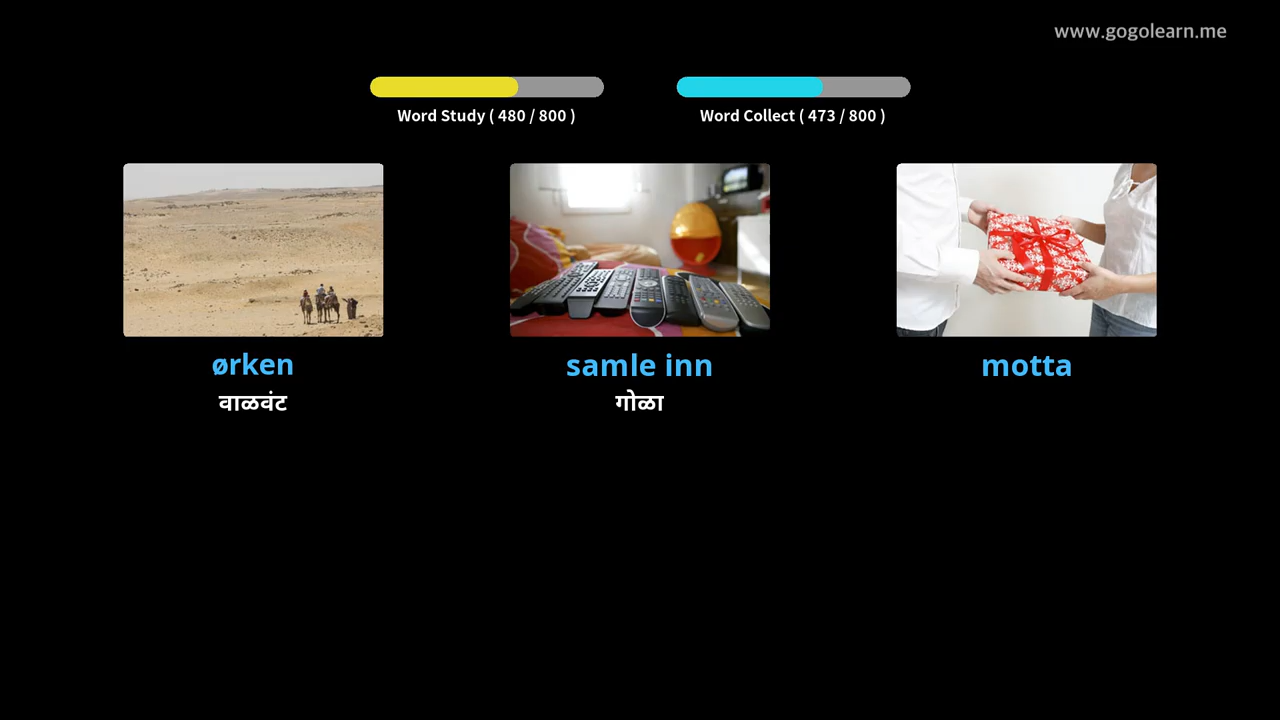 www.gogolearn.me
Word Study ( 480 / 800 )
Word Collect ( 473 / 800 )
ørken
samle inn
motta
वाळवंट
गोळा